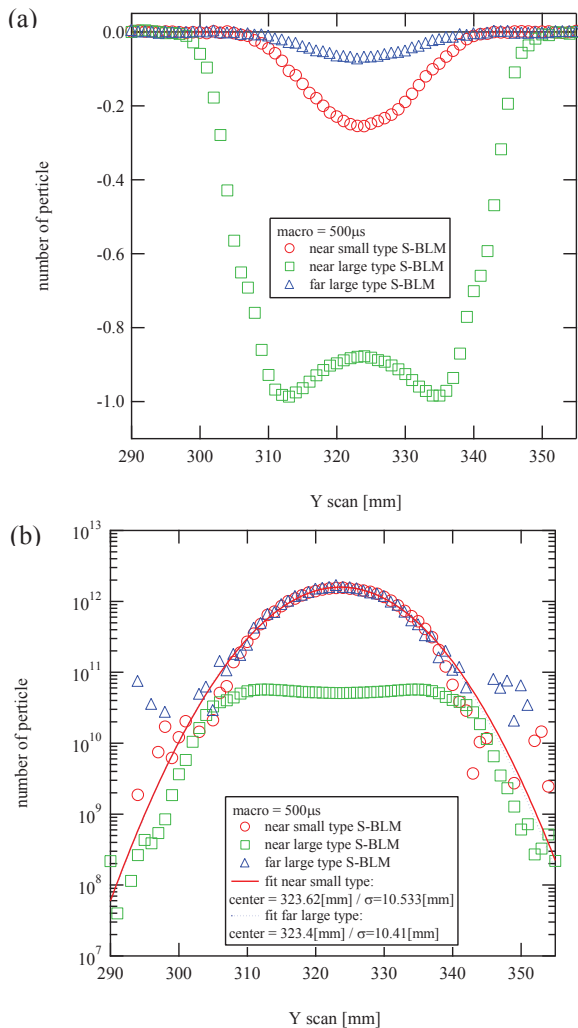 (a)
0.0
-0.2
-0.4
-0.6
-0.8
-1.0
number of perticle
macro = 500μs
near small type S-BLM
near large type S-BLM
far large type S-BLM
290 300 310 320 330 340 350
Y scan [mm]
(b)
10^13
10^12
10^11
10^10
10^9
10^8
10^7
number of perticle
macro = 500μs
near small type S-BLM
near large type S-BLM
far large type S-BLM
fit near small type:
center = 323.62[mm] / σ=10.533[mm]
fit far large type:
center = 323.4[mm] / σ=10.41[mm]
290 300 310 320 330 340 350
Y scan [mm]